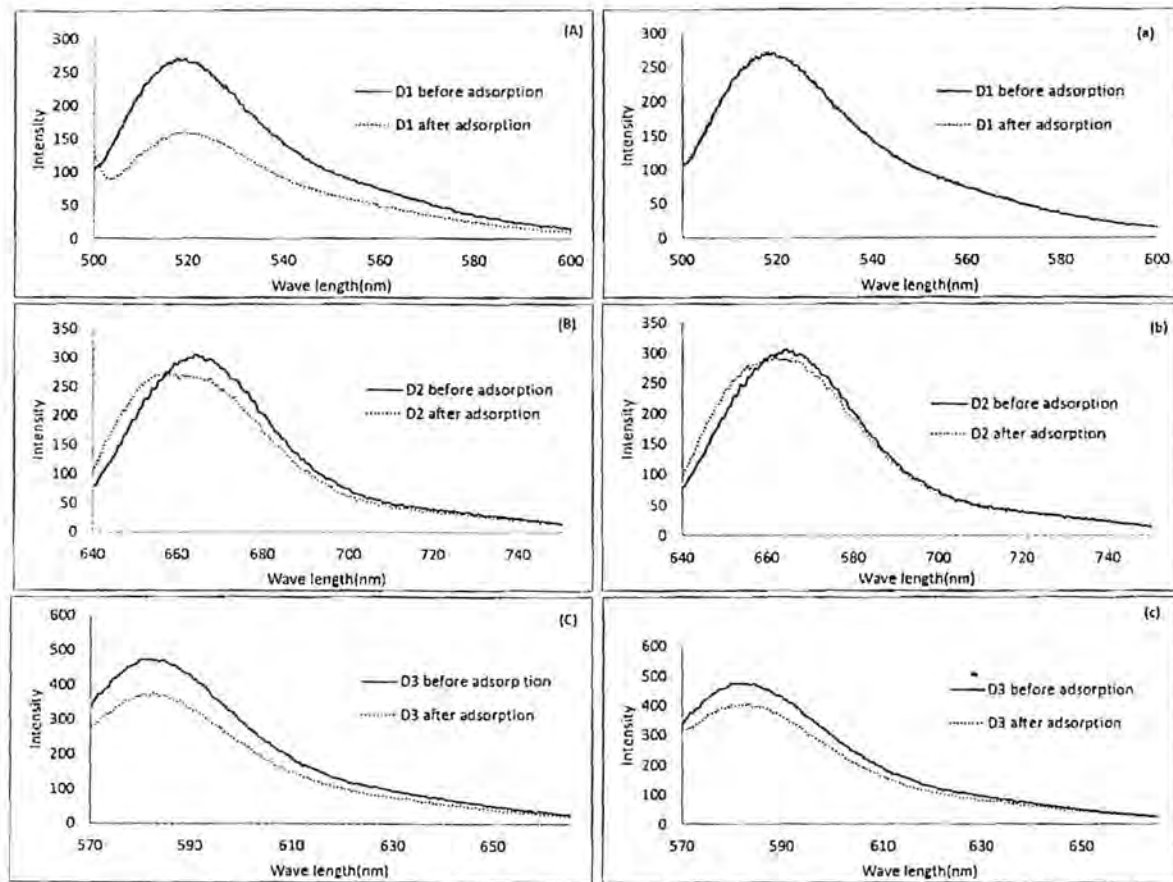 (A)
300
250
200
150
100
50
0
Intensity
D1 before adsorption
D1 after adsorption
500 520 540 560 580 600
Wave length(nm)
(a)
300
250
200
150
100
50
0
Intensity
D1 before adsorption
D1 after adsorption
500 520 540 560 580 600
Wave length(nm)
(B)
350
300
250
200
150
100
50
0
Intensity
D2 before adsorption
D2 after adsorption
640 660 680 700 720 740
Wave length(nm)
(b)
350
300
250
200
150
100
50
0
Intensity
D2 before adsorption
D2 after adsorption
640 660 680 700 720 740
Wave length(nm)
(C)
600
500
400
300
200
100
0
Intensity
D3 before adsorption
D3 after adsorption
570 590 610 630 650
Wave length(nm)
(c)
600
500
400
300
200
100
0
Intensity
D3 before adsorption
D3 after adsorption
570 590 610 630 650
Wave length(nm)